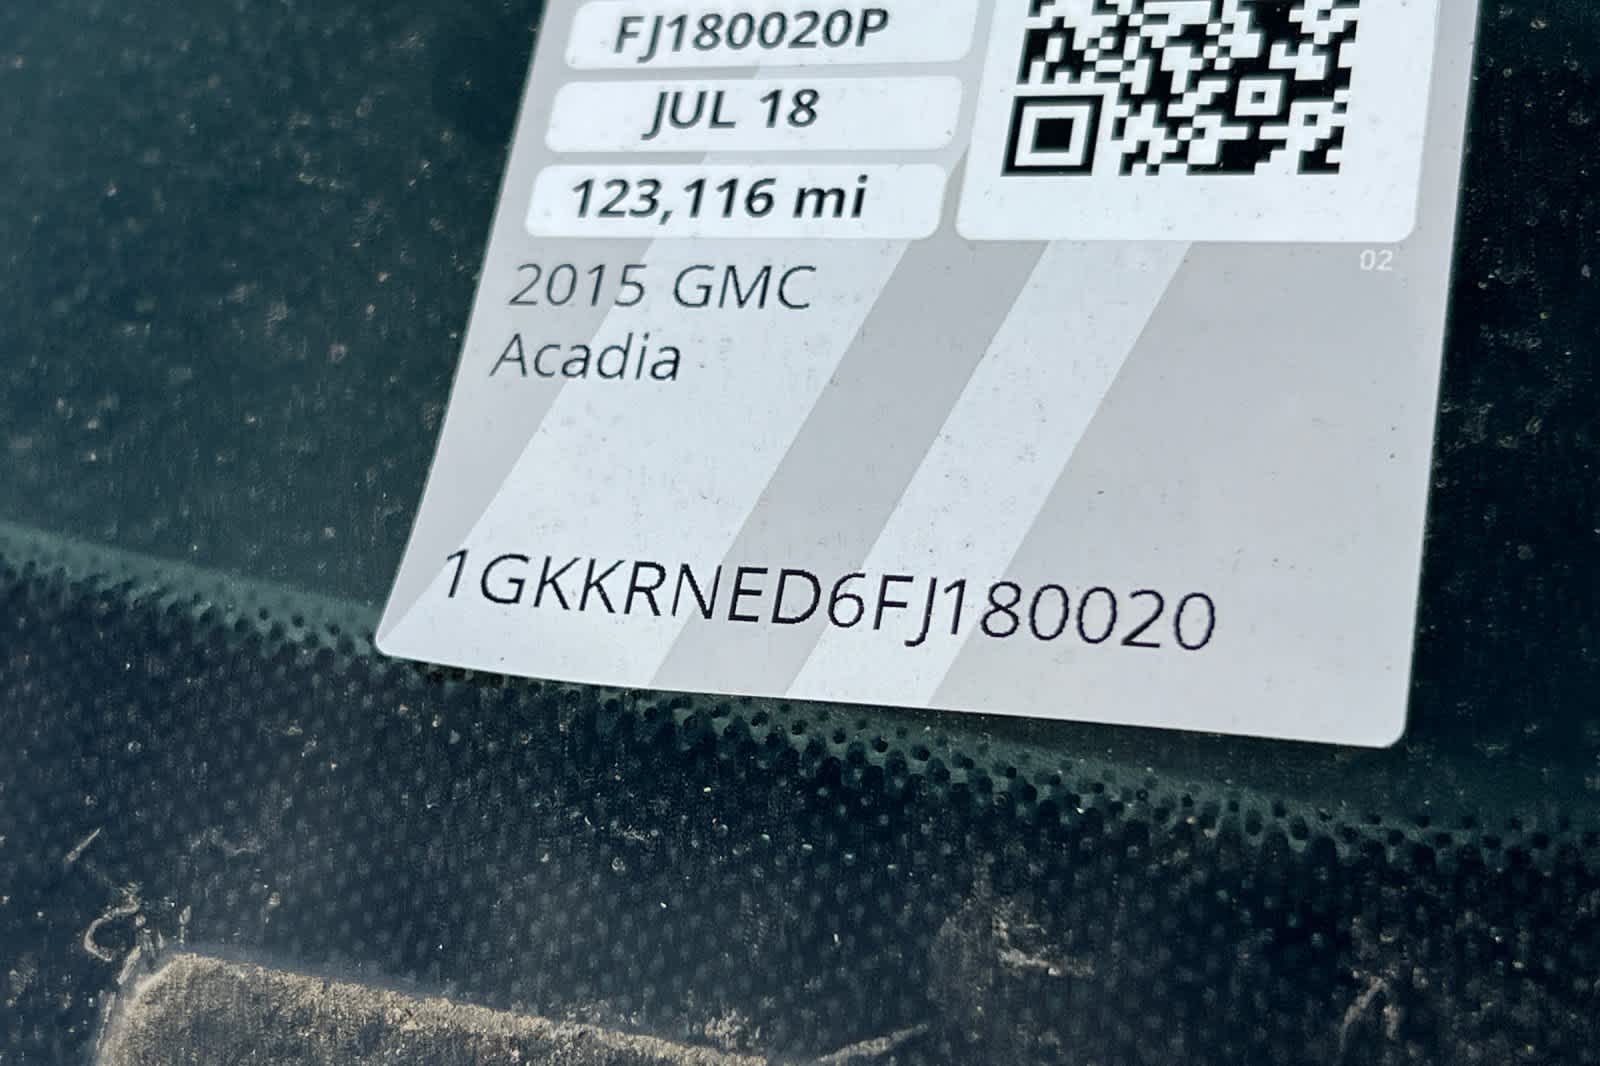 FJ180020P
JUL 18
123,116 mi
02
2015 GMC
Acadia
1GKKRNED6FJ180020